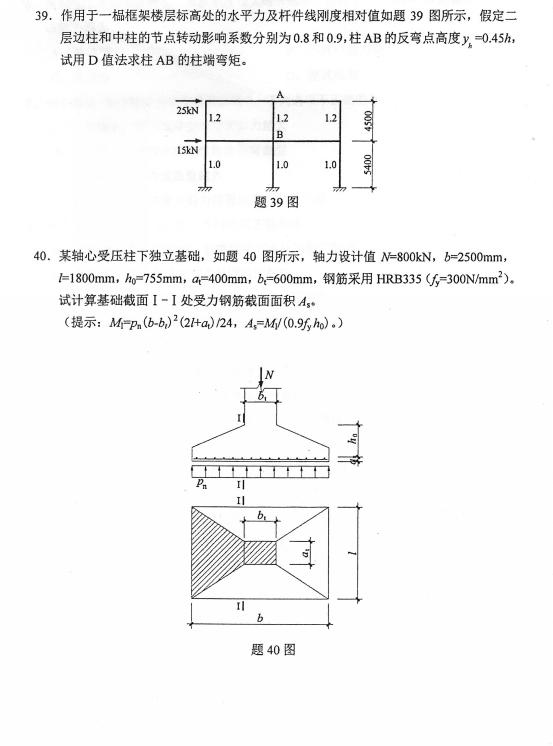 39．作用于一榀框架楼层标高处的水平力及杆件线刚度相对值如题 39 图所示，假定二
层边柱和中柱的节点转动影响系数分别为0.8和0.9，柱AB的反弯点高度yh=0.45h，
试用 D 值法求柱 AB 的柱端弯矩。
A
25kN
1.2
1.2
1.2
4500
B
15kN
1.0
1.0
1.0
5400
题 39 图
40．某轴心受压柱下独立基础，如题 40 图所示，轴力设计值 N=800kN，b=2500mm，
l=1800mm，h0=755mm，at=400mm，bt=600mm，钢筋采用 HRB335（fy=300N/mm²）。
试计算基础截面Ⅰ-Ⅰ处受力钢筋截面面积 As。
（提示：MⅠ=pn(b-bt)²(2l+at)/24，As=MⅠ/(0.9fyh0)。）
N
bt
I
h0
pn
I
I
bt
at
l
I
b
题 40 图